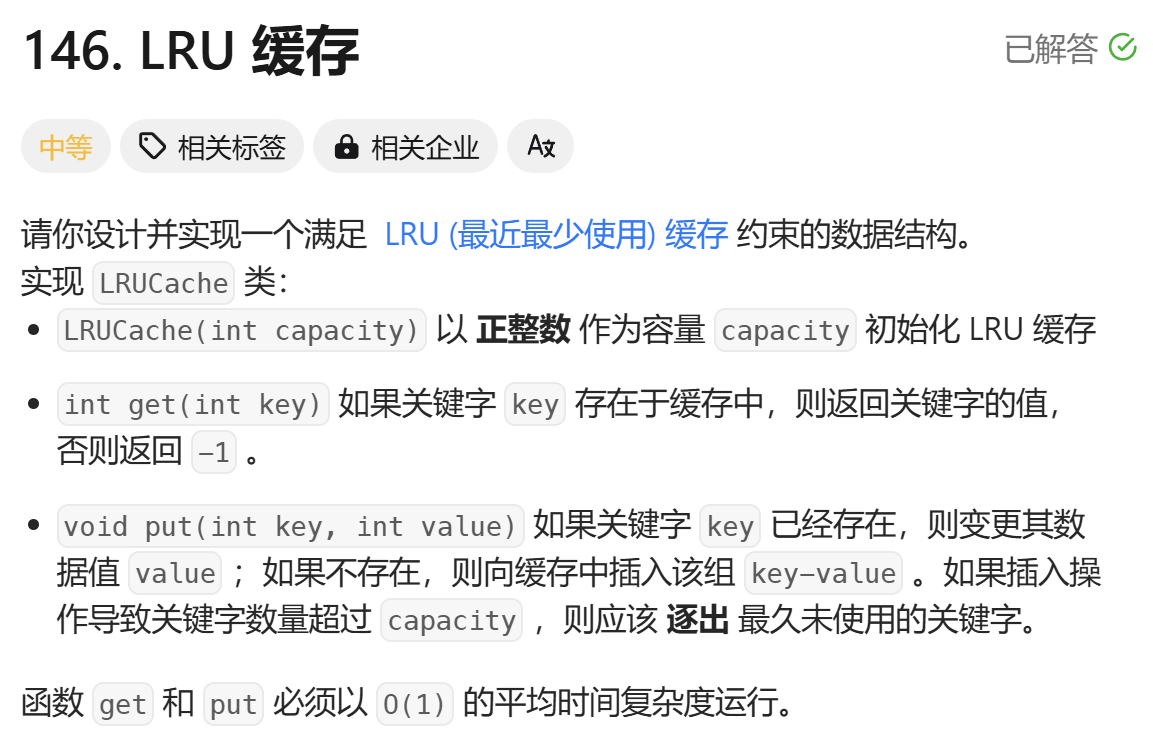 146. LRU 缓存
已解答
中等
相关标签
相关企业
请你设计并实现一个满足 LRU (最近最少使用) 缓存 约束的数据结构。
实现 LRUCache 类：
• LRUCache(int capacity) 以 正整数 作为容量 capacity 初始化 LRU 缓存
• int get(int key) 如果关键字 key 存在于缓存中，则返回关键字的值，
否则返回 -1 。
• void put(int key, int value) 如果关键字 key 已经存在，则变更其数
据值 value ；如果不存在，则向缓存中插入该组 key-value 。如果插入操
作导致关键字数量超过 capacity ，则应该 逐出 最久未使用的关键字。
函数 get 和 put 必须以 O(1) 的平均时间复杂度运行。